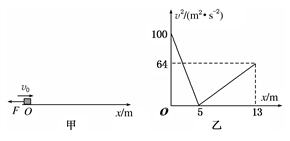 v₀
F O x/m
甲
v²/(m²·s⁻²)
100
64
O 5 13 x/m
乙